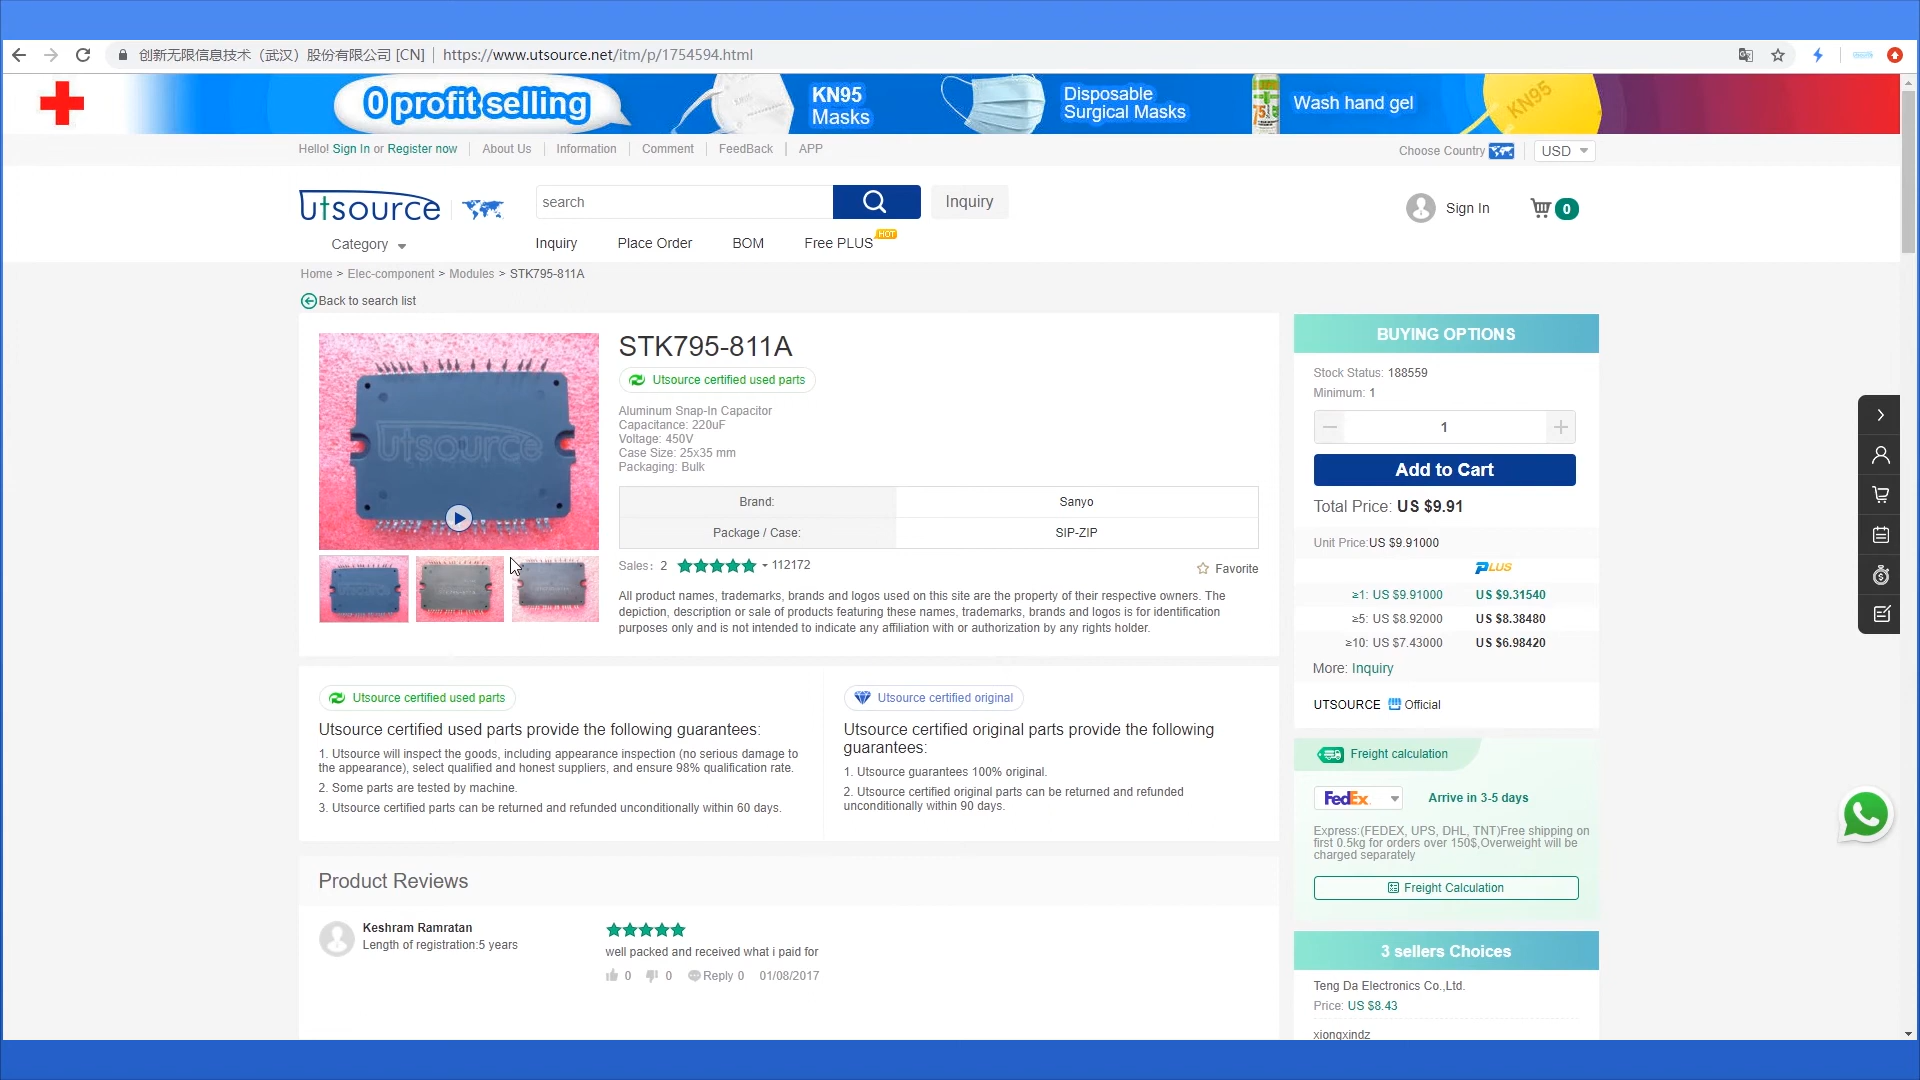 创新无限信息技术（武汉）股份有限公司 [CN] | https://www.utsource.net/itm/p/1754594.html
0 profit selling
KN95
Masks
Disposable
Surgical Masks
75%
Wash hand gel
KN95
Hello! Sign In or Register now | About Us | Information | Comment | FeedBack | APP
Choose Country
USD
utsource
search
Inquiry
Sign In
0
Category
Inquiry
Place Order
BOM
Free PLUS
HOT
Home > Elec-component > Modules > STK795-811A
Back to search list
utsource
STK795-811A
Utsource certified used parts
Aluminum Snap-In Capacitor
Capacitance: 220uF
Voltage: 450V
Case Size: 25x35 mm
Packaging: Bulk
Brand: Sanyo
Package / Case: SIP-ZIP
Sales: 2 112172
Favorite
All product names, trademarks, brands and logos used on this site are the property of their respective owners. The
depiction, description or sale of products featuring these names, trademarks, brands and logos is for identification
purposes only and is not intended to indicate any affiliation with or authorization by any rights holder.
Utsource certified used parts
Utsource certified used parts provide the following guarantees:
1. Utsource will inspect the goods, including appearance inspection (no serious damage to
the appearance), select qualified and honest suppliers, and ensure 98% qualification rate.
2. Some parts are tested by machine.
3. Utsource certified parts can be returned and refunded unconditionally within 60 days.
Utsource certified original
Utsource certified original parts provide the following
guarantees:
1. Utsource guarantees 100% original.
2. Utsource certified original parts can be returned and refunded
unconditionally within 90 days.
Product Reviews
Keshram Ramratan
Length of registration:5 years
well packed and received what i paid for
0 0 Reply 0 01/08/2017
BUYING OPTIONS
Stock Status: 188559
Minimum: 1
1
Add to Cart
Total Price: US $9.91
Unit Price:US $9.91000
PLUS
≥1: US $9.91000 US $9.31540
≥5: US $8.92000 US $8.38480
≥10: US $7.43000 US $6.98420
More: Inquiry
UTSOURCE Official
Freight calculation
FedEx
Arrive in 3-5 days
Express:(FEDEX, UPS, DHL, TNT)Free shipping on
first 0.5kg for orders over 150$,Overweight will be
charged separately
Freight Calculation
3 sellers Choices
Teng Da Electronics Co.,Ltd.
Price: US $8.43
xiongxindz